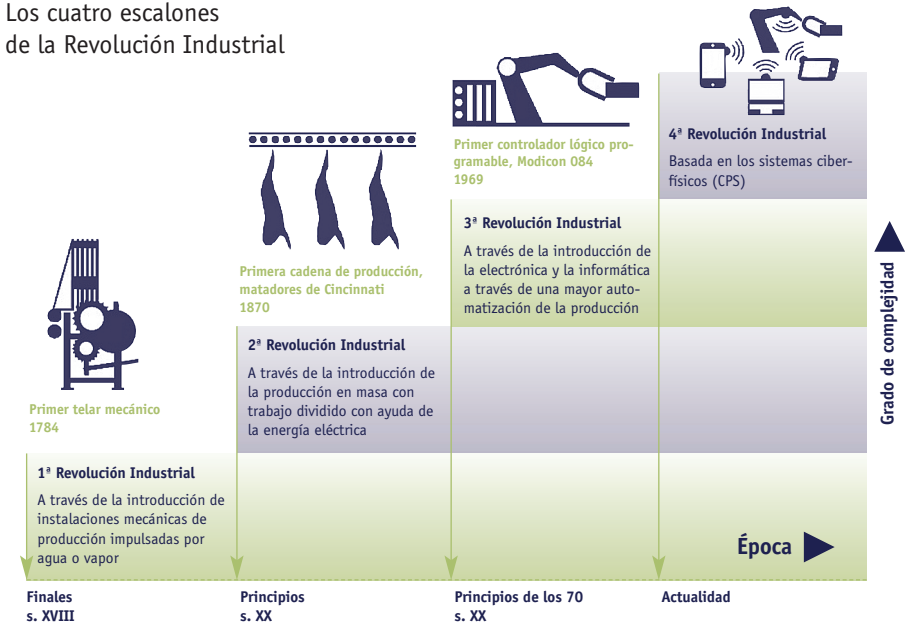 Los cuatro escalones
de la Revolución Industrial
Primer telar mecánico
1784
1ª Revolución Industrial
A través de la introducción de
instalaciones mecánicas de
producción impulsadas por
agua o vapor
Finales
s. XVIII
Primera cadena de producción,
matadores de Cincinnati
1870
2ª Revolución Industrial
A través de la introducción de
la producción en masa con
trabajo dividido con ayuda de
la energía eléctrica
Principios
s. XX
Primer controlador lógico pro-
gramable, Modicon 084
1969
3ª Revolución Industrial
A través de la introducción de
la electrónica y la informática
a través de una mayor auto-
matización de la producción
Principios de los 70
s. XX
4ª Revolución Industrial
Basada en los sistemas ciber-
físicos (CPS)
Actualidad
Época
Grado de complejidad